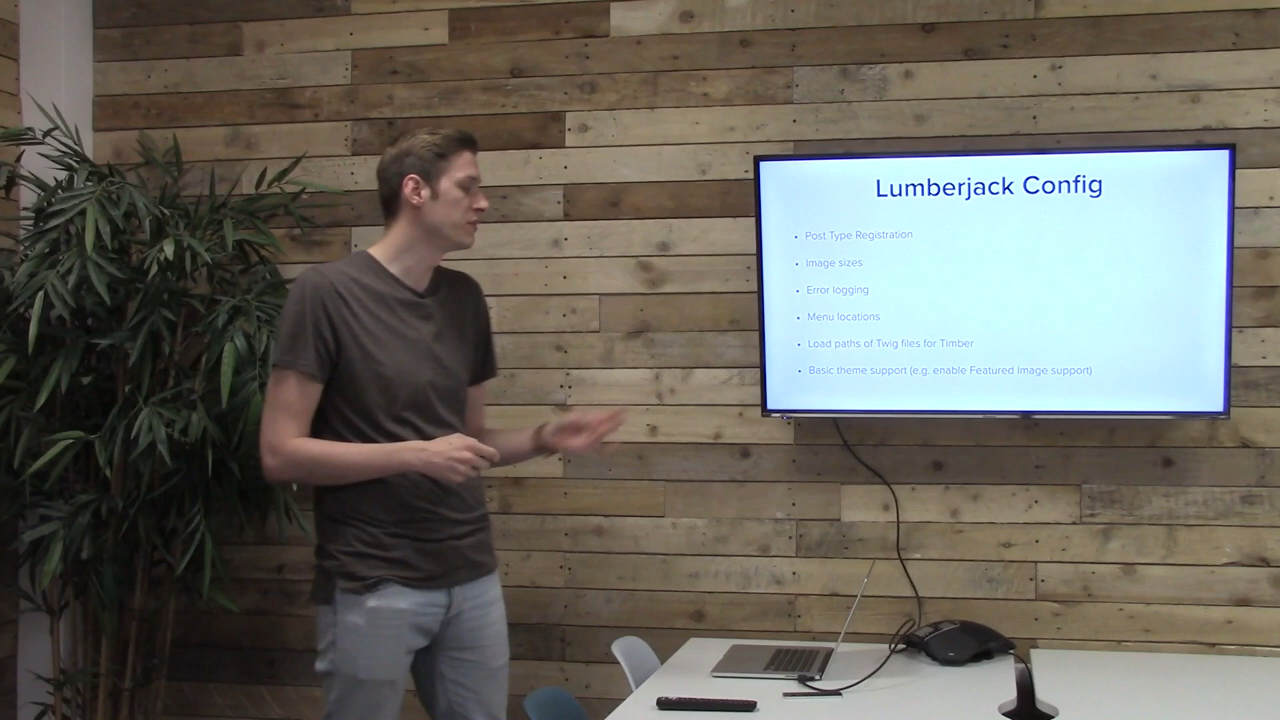 Lumberjack Config
• Post Type Registration
• Image sizes
• Error logging
• Menu locations
• Load paths of Twig files for Timber
• Basic theme support (e.g. enable Featured Image support)